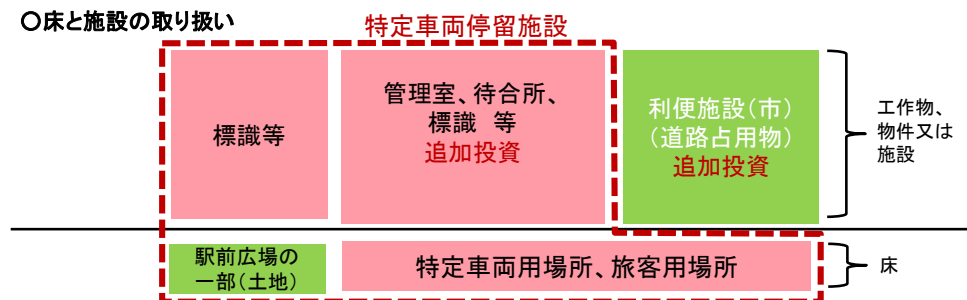 〇床と施設の取り扱い
特定車両停留施設
標識等
管理室、待合所、
標識 等
追加投資
利便施設(市)
(道路占用物)
追加投資
工作物、
物件又は
施設
駅前広場の
一部(土地)
特定車両用場所、旅客用場所
床